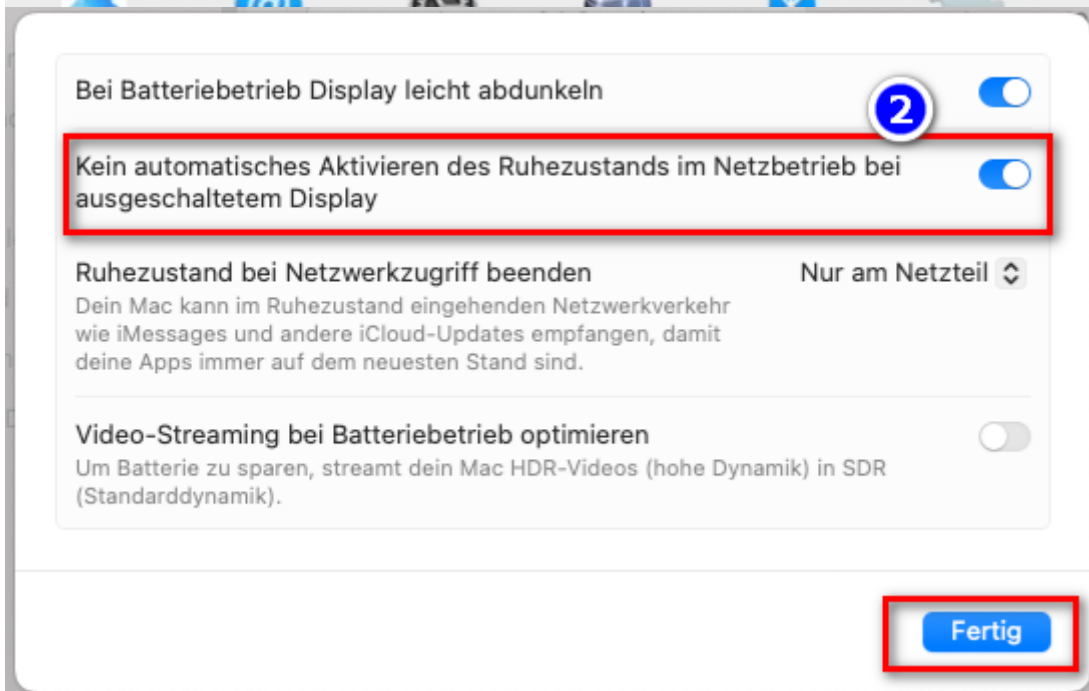 Bei Batteriebetrieb Display leicht abdunkeln
2
Kein automatisches Aktivieren des Ruhezustands im Netzbetrieb bei
ausgeschaltetem Display
Ruhezustand bei Netzwerkzugriff beenden
Nur am Netzteil
Dein Mac kann im Ruhezustand eingehenden Netzwerkverkehr
wie iMessages und andere iCloud-Updates empfangen, damit
deine Apps immer auf dem neuesten Stand sind.
Video-Streaming bei Batteriebetrieb optimieren
Um Batterie zu sparen, streamt dein Mac HDR-Videos (hohe Dynamik) in SDR
(Standarddynamik).
Fertig